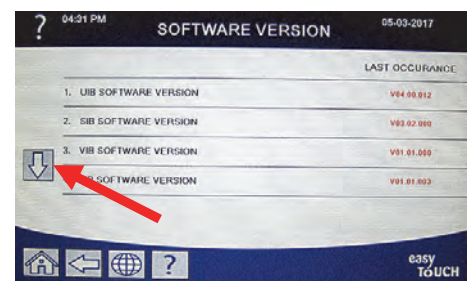 ?
04:31 PM
SOFTWARE VERSION
05-03-2017
LAST OCCURANCE
1. UIB SOFTWARE VERSION V04.00.012
2. SIB SOFTWARE VERSION V03.02.000
3. VIB SOFTWARE VERSION V01.01.000
SOFTWARE VERSION V01.01.003
?
easy
TOUCH